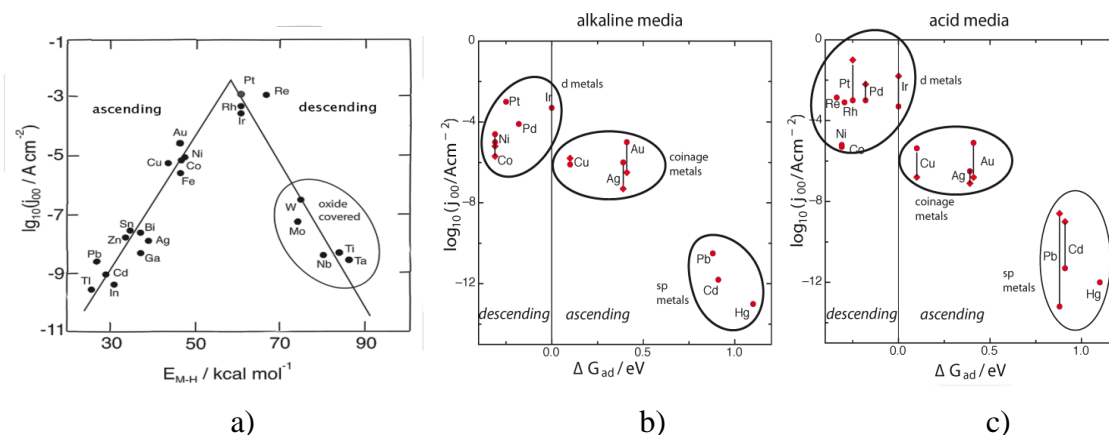 -1
-3
-5
-7
-9
-11
lg₁₀(j₀₀ / A cm⁻²)
ascending
descending
Pt
Re
Rh
Ir
Au
Cu
Ni
Co
Fe
Sn
Zn
Bi
Ag
Ga
Pb
Cd
Tl
In
W
oxide
covered
Mo
Nb
Ti
Ta
30
50
70
90
E_M-H / kcal mol⁻¹
a)
alkaline media
0
-4
-8
-12
log₁₀ (j₀₀ / Acm⁻²)
d metals
Pt
Ir
Pd
Ni
Co
Cu
Au
Ag
coinage
metals
Pb
Cd
Hg
sp
metals
descending
ascending
0.0
0.5
1.0
Δ G_ad / eV
b)
acid media
0
-4
-8
-12
log₁₀ (j₀₀ / Acm⁻²)
d metals
Pt
Pd
Ir
Re
Rh
Ni
Co
Cu
Au
Ag
coinage
metals
Pb
Cd
Hg
sp
metals
descending
ascending
0.0
0.5
1.0
Δ G_ad / eV
c)